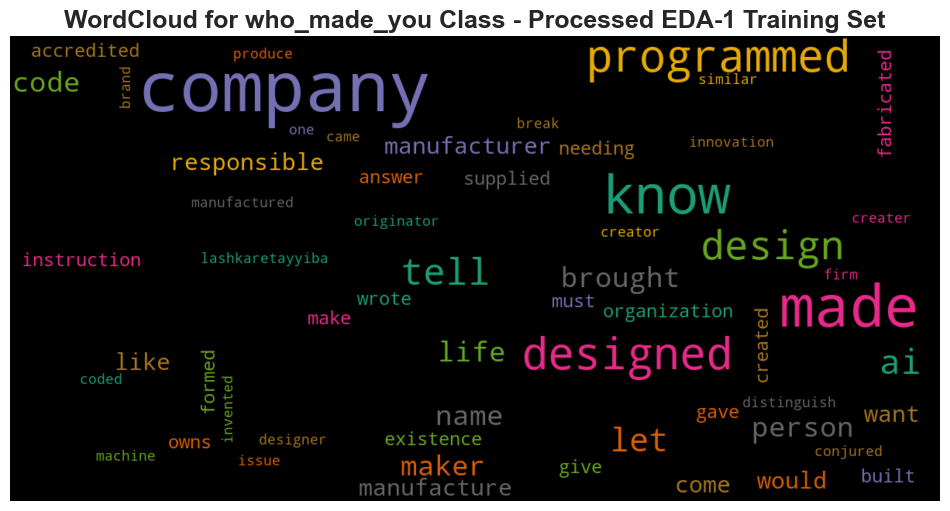 WordCloud for who_made_you Class - Processed EDA-1 Training Set
accredited produce programmed
code brand company similar fabricated
one came break
manufacturer needing innovation
responsible
answer supplied know
manufactured
originator creater
creator design
instruction lashkaretayyiba
tell brought firm
wrote must organization made
make
life designed created ai
like formed
coded invented
distinguish
name gave person want
owns designer existence let
machine issue maker give conjured
manufacture come would built